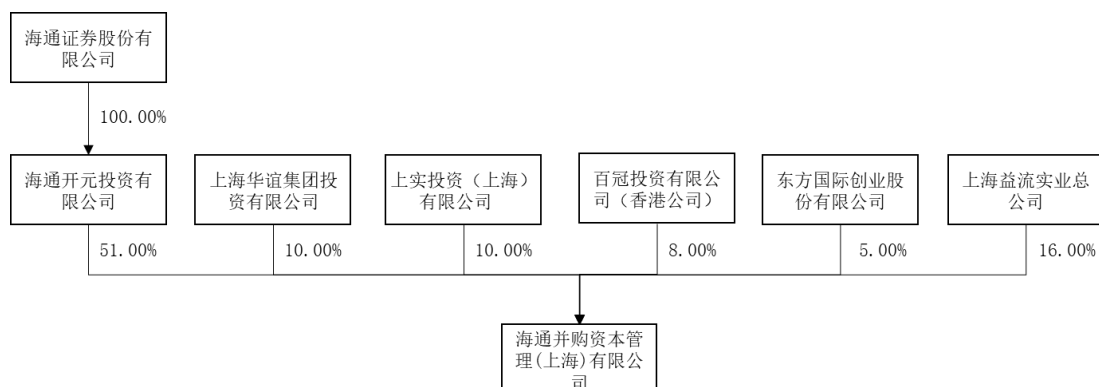 海通证券股份有
限公司
100.00%
海通开元投资有
限公司
上海华谊集团投
资有限公司
上实投资（上海）
有限公司
百冠投资有限公
司（香港公司）
东方国际创业股
份有限公司
上海益流实业总
公司
51.00%
10.00%
10.00%
8.00%
5.00%
16.00%
海通并购资本管
理(上海)有限公
司